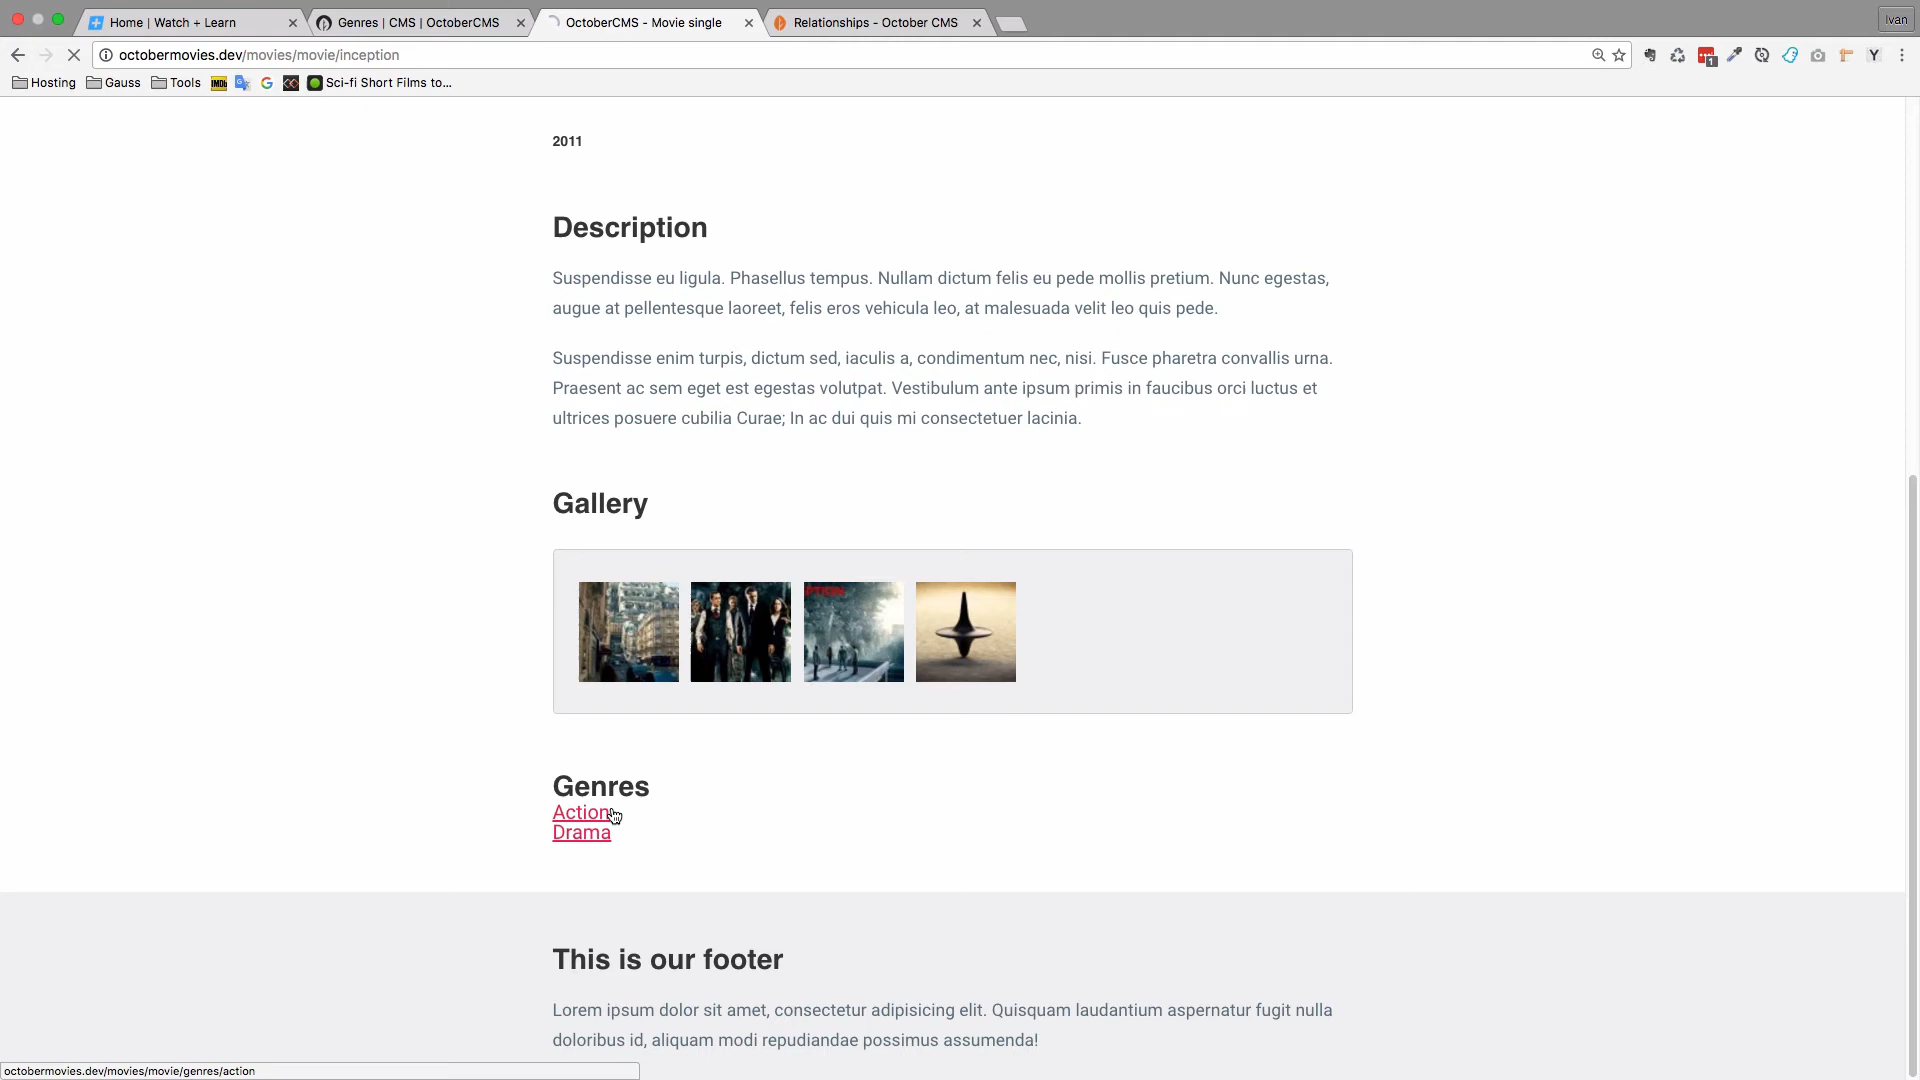 Home | Watch + Learn
Genres | CMS | OctoberCMS
OctoberCMS - Movie single
Relationships - October CMS
Ivan
octobermovies.dev/movies/movie/inception
1
Y
Hosting
Gauss
Tools
IMDb
G
Sci-fi Short Films to...
2011
Description
Suspendisse eu ligula. Phasellus tempus. Nullam dictum felis eu pede mollis pretium. Nunc egestas,
augue at pellentesque laoreet, felis eros vehicula leo, at malesuada velit leo quis pede.
Suspendisse enim turpis, dictum sed, iaculis a, condimentum nec, nisi. Fusce pharetra convallis urna.
Praesent ac sem eget est egestas volutpat. Vestibulum ante ipsum primis in faucibus orci luctus et
ultrices posuere cubilia Curae; In ac dui quis mi consectetuer lacinia.
Gallery
Genres
Action
Drama
This is our footer
Lorem ipsum dolor sit amet, consectetur adipisicing elit. Quisquam laudantium aspernatur fugit nulla
doloribus id, aliquam modi repudiandae possimus assumenda!
octobermovies.dev/movies/movie/genres/action